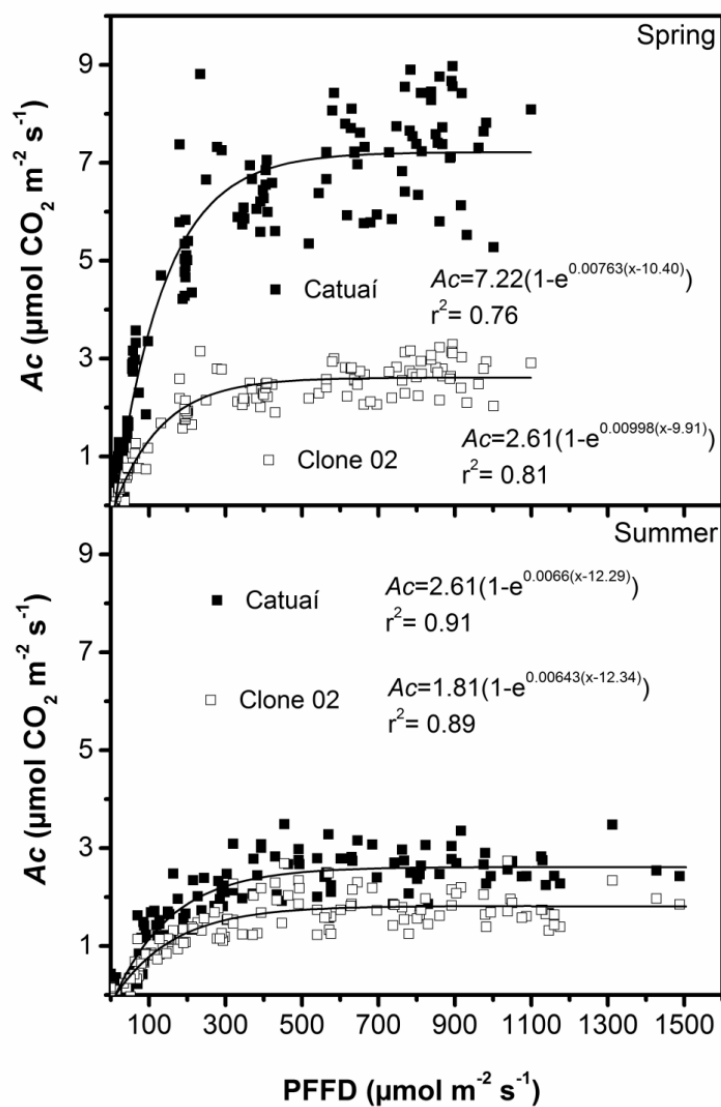 Spring
Ac (µmol CO2 m-2 s-1)
9
7
5
3
1
Catuaí
Ac=7.22(1-e0.00763(x-10.40))
r2= 0.76
Clone 02
Ac=2.61(1-e0.00998(x-9.91))
r2= 0.81
Summer
Ac (µmol CO2 m-2 s-1)
9
7
5
3
1
Catuaí
Ac=2.61(1-e0.0066(x-12.29))
r2= 0.91
Clone 02
Ac=1.81(1-e0.00643(x-12.34))
r2= 0.89
100 300 500 700 900 1100 1300 1500
PFFD (µmol m-2 s-1)